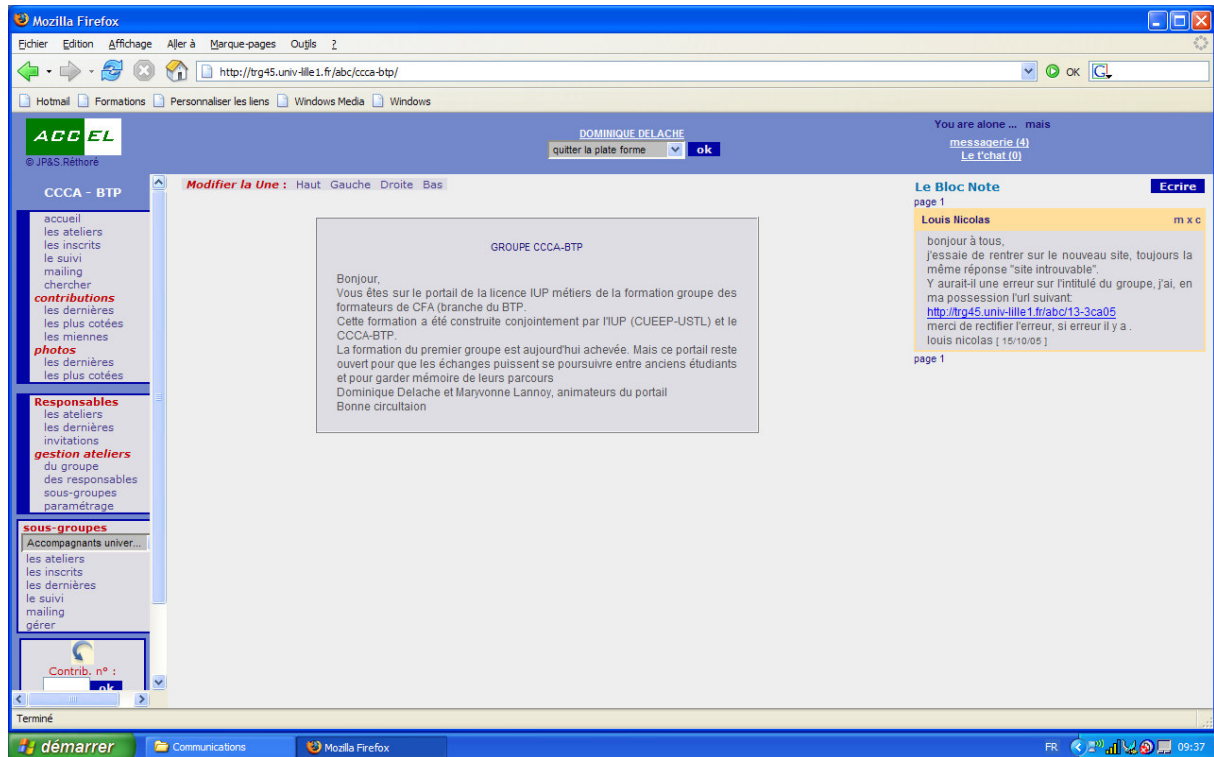 Mozilla Firefox
Fichier Edition Affichage Aller à Marque-pages Outils ?
http://trg45.univ-lille1.fr/abc/ccca-btp/
OK
G
Hotmail Formations Personnaliser les liens Windows Media Windows
ACCEL
© JP&S.Réthoré
DOMINIQUE DELACHE
quitter la plate forme ok
You are alone ... mais
messagerie (4)
Le t'chat (0)
CCCA - BTP
accueil
les ateliers
les inscrits
le suivi
mailing
chercher
contributions
les dernières
les plus cotées
les miennes
photos
les dernières
les plus cotées
Responsables
les ateliers
les dernières
invitations
gestion ateliers
du groupe
des responsables
sous-groupes
paramétrage
sous-groupes
Accompagnants univer...
les ateliers
les inscrits
les dernières
le suivi
mailing
gérer
Contrib. n° :
ok
Modifier la Une : Haut Gauche Droite Bas
GROUPE CCCA-BTP
Bonjour,
Vous êtes sur le portail de la licence IUP métiers de la formation groupe des
formateurs de CFA (branche du BTP.
Cette formation a été construite conjointement par l'IUP (CUEEP-USTL) et le
CCCA-BTP.
La formation du premier groupe est aujourd'hui achevée. Mais ce portail reste
ouvert pour que les échanges puissent se poursuivre entre anciens étudiants
et pour garder mémoire de leurs parcours
Dominique Delache et Maryvonne Lannoy, animateurs du portail
Bonne circultaion
Le Bloc Note Ecrire
page 1
Louis Nicolas m x c
bonjour à tous,
j'essaie de rentrer sur le nouveau site, toujours la
même réponse "site introuvable".
Y aurait-il une erreur sur l'intitulé du groupe, j'ai, en
ma possession l'url suivant:
http://trg45.univ-lille1.fr/abc/13-3ca05
merci de rectifier l'erreur, si erreur il y a .
louis nicolas [ 15/10/05 ]
page 1
Terminé
démarrer Communications Mozilla Firefox FR 09:37